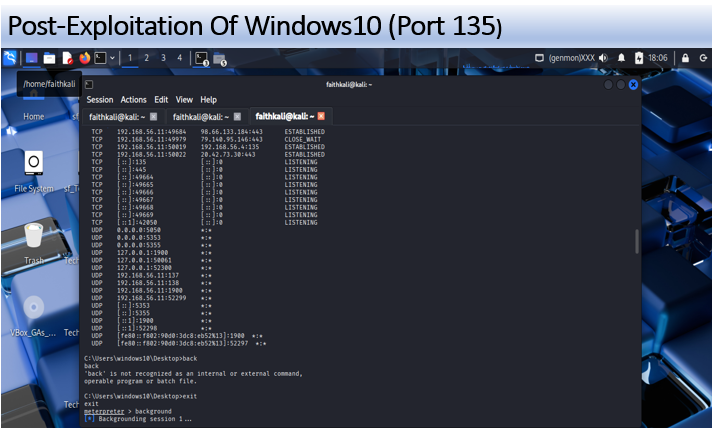 Post-Exploitation Of Windows10 (Port 135)
1 2 3 4
(genmon)XXX 18:06
/home/faithkali
faithkali@kali: ~
Session Actions Edit View Help
faithkali@kali: ~ faithkali@kali: ~ faithkali@kali: ~
Home
File System
Trash
VBox_GAs_...
Tech
Tech
Tech
TCP 192.168.56.11:49684 98.66.133.184:443 ESTABLISHED
TCP 192.168.56.11:49979 79.140.95.146:443 CLOSE_WAIT
TCP 192.168.56.11:50019 192.168.56.4:135 ESTABLISHED
TCP 192.168.56.11:50022 20.42.73.30:443 ESTABLISHED
TCP [::]:135 [::]:0 LISTENING
TCP [::]:445 [::]:0 LISTENING
TCP [::]:49664 [::]:0 LISTENING
TCP [::]:49665 [::]:0 LISTENING
TCP [::]:49666 [::]:0 LISTENING
TCP [::]:49667 [::]:0 LISTENING
TCP [::]:49668 [::]:0 LISTENING
TCP [::]:49669 [::]:0 LISTENING
TCP [::1]:42050 [::]:0 LISTENING
UDP 0.0.0.0:5050 *:*
UDP 0.0.0.0:5353 *:*
UDP 0.0.0.0:5355 *:*
UDP 127.0.0.1:1900 *:*
UDP 127.0.0.1:50061 *:*
UDP 127.0.0.1:52300 *:*
UDP 192.168.56.11:137 *:*
UDP 192.168.56.11:138 *:*
UDP 192.168.56.11:1900 *:*
UDP 192.168.56.11:52299 *:*
UDP [::]:5353 *:*
UDP [::]:5355 *:*
UDP [::1]:1900 *:*
UDP [::1]:52298 *:*
UDP [fe80::f802:90d0:3dc8:eb52%13]:1900 *:*
UDP [fe80::f802:90d0:3dc8:eb52%13]:52297 *:*
C:\Users\windows10\Desktop>back
back
'back' is not recognized as an internal or external command,
operable program or batch file.
C:\Users\windows10\Desktop>exit
exit
meterpreter > background
[*] Backgrounding session 1...